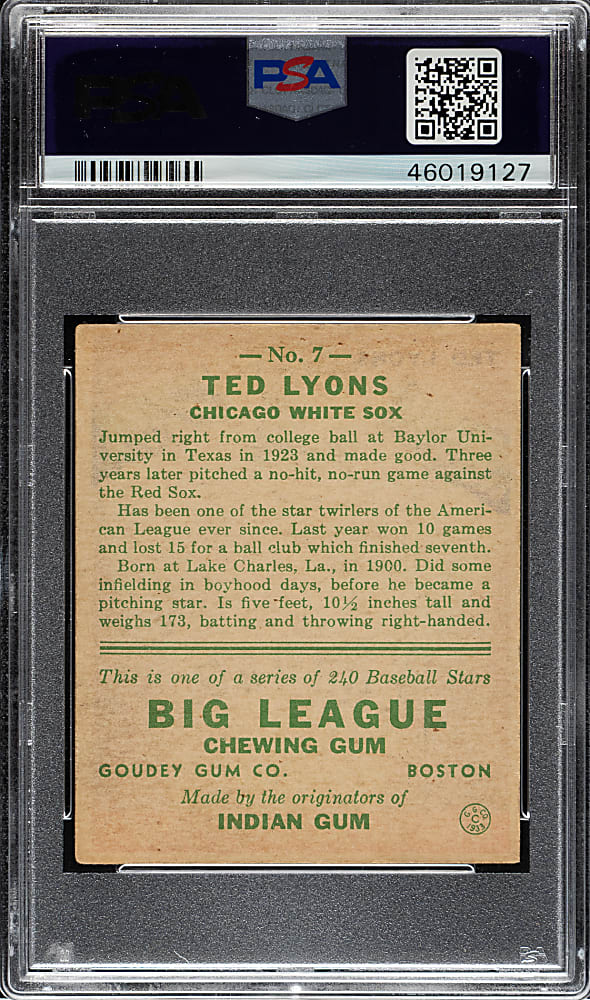 PSA
PSA
46019127
— No. 7 —
TED LYONS
CHICAGO WHITE SOX
Jumped right from college ball at Baylor Uni-
versity in Texas in 1923 and made good. Three
years later pitched a no-hit, no-run game against
the Red Sox.
Has been one of the star twirlers of the Ameri-
can League ever since. Last year won 10 games
and lost 15 for a ball club which finished seventh.
Born at Lake Charles, La., in 1900. Did some
infielding in boyhood days, before he became a
pitching star. Is five feet, 10½ inches tall and
weighs 173, batting and throwing right-handed.
This is one of a series of 240 Baseball Stars
BIG LEAGUE
CHEWING GUM
GOUDEY GUM CO. BOSTON
Made by the originators of
INDIAN GUM
G. G. CO.
1933